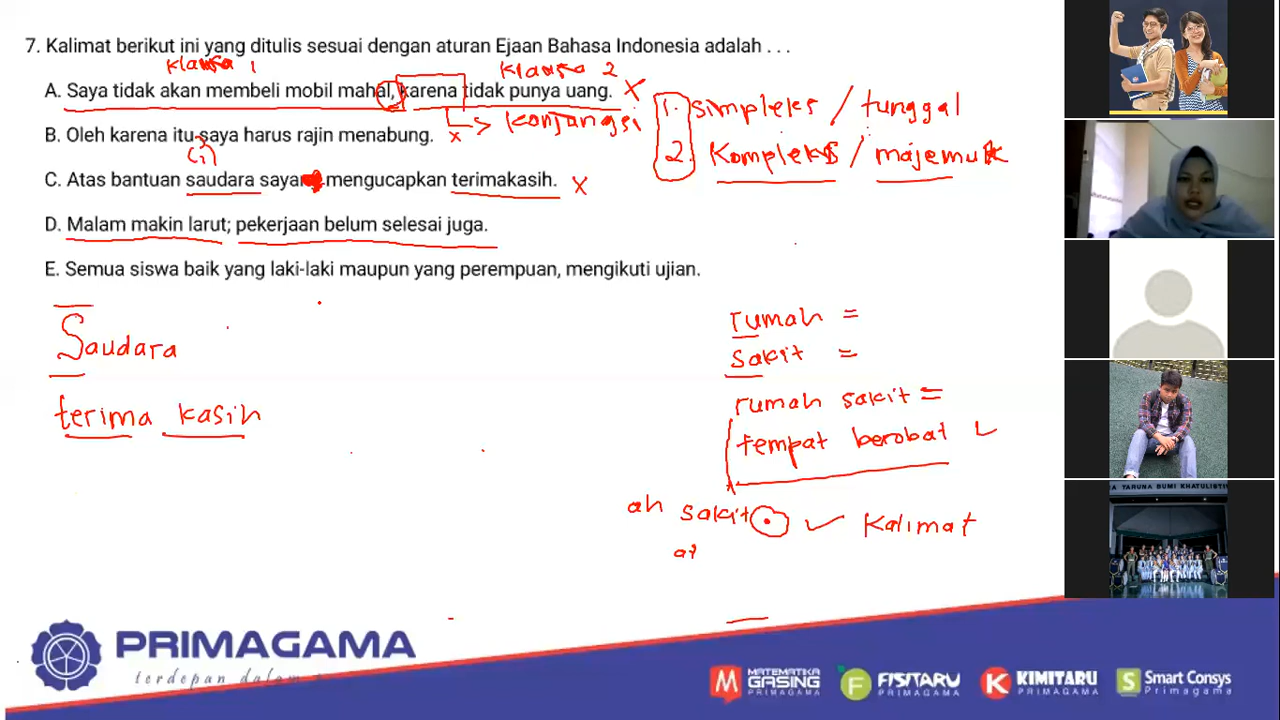 7. Kalimat berikut ini yang ditulis sesuai dengan aturan Ejaan Bahasa Indonesia adalah . . .
klausa 1
klausa 2
A. Saya tidak akan membeli mobil mahal, karena tidak punya uang. X
konjungsi
1. simpleks / tunggal
B. Oleh karena itu saya harus rajin menabung. x
(,)
2. Kompleks / majemuk
C. Atas bantuan saudara saya mengucapkan terimakasih. X
D. Malam makin larut; pekerjaan belum selesai juga.
E. Semua siswa baik yang laki-laki maupun yang perempuan, mengikuti ujian.
Saudara
terima kasih
rumah =
sakit =
rumah sakit =
tempat berobat
ah sakit. Kalimat
PRIMAGAMA
terdepan dalam
MATEMATIKA
GASING
PRIMAGAMA
FISITARU
PRIMAGAMA
KIMITARU
PRIMAGAMA
Smart Consys
Primagama
A TARUNA BUMI KHATULISTI